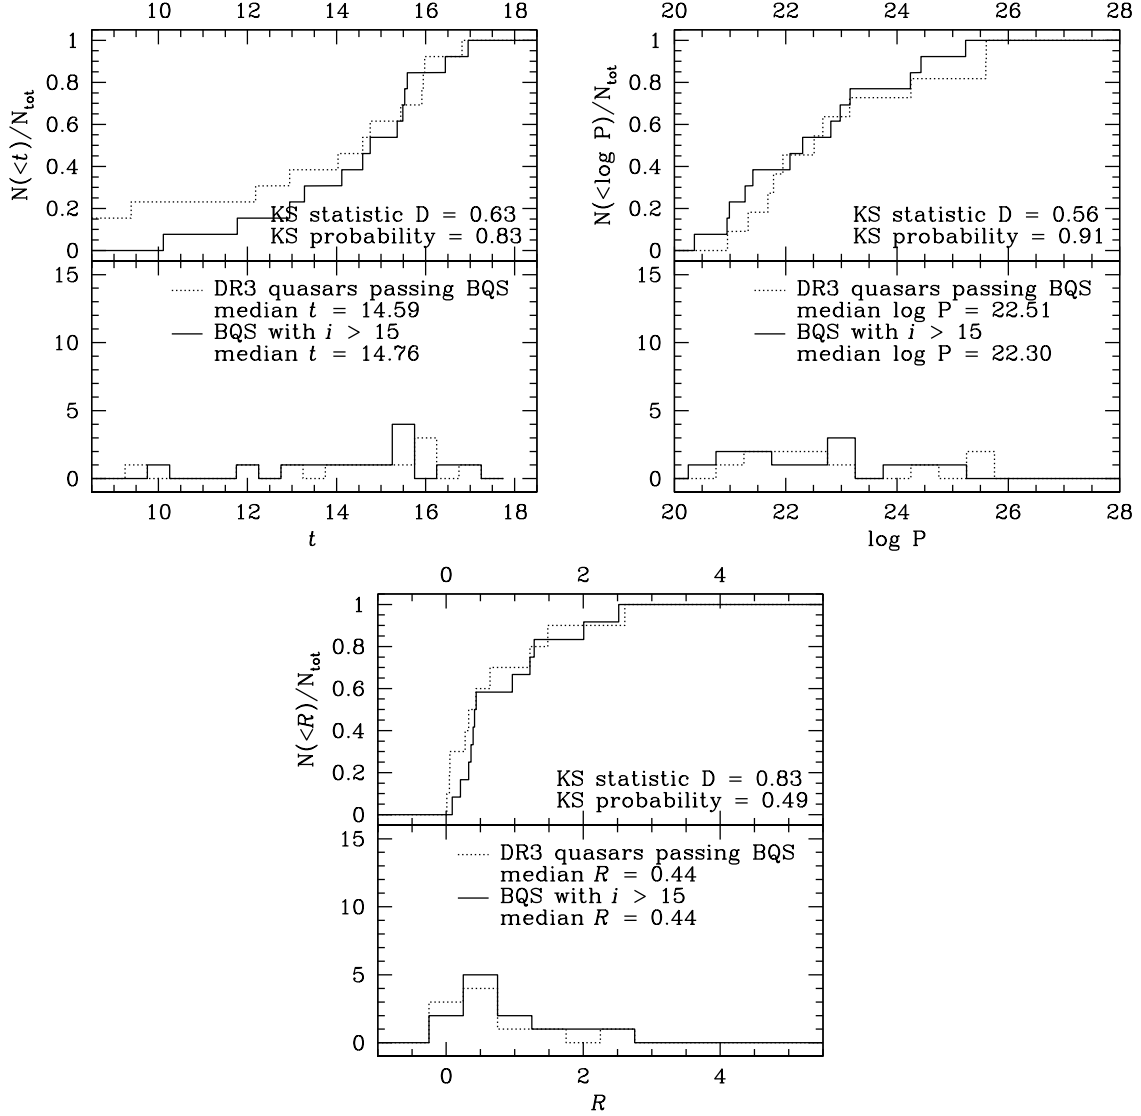 10 12 14 16 18
1
0.8
0.6
0.4
0.2
0
N(<t)/Ntot
KS statistic D = 0.63
KS probability = 0.83
15
10
5
0
DR3 quasars passing BQS
median t = 14.59
BQS with i > 15
median t = 14.76
10 12 14 16 18
t
20 22 24 26 28
1
0.8
0.6
0.4
0.2
0
N(<log P)/Ntot
KS statistic D = 0.56
KS probability = 0.91
15
10
5
0
DR3 quasars passing BQS
median log P = 22.51
BQS with i > 15
median log P = 22.30
20 22 24 26 28
log P
0 2 4
1
0.8
0.6
0.4
0.2
0
N(<R)/Ntot
KS statistic D = 0.83
KS probability = 0.49
15
10
5
0
DR3 quasars passing BQS
median R = 0.44
BQS with i > 15
median R = 0.44
0 2 4
R